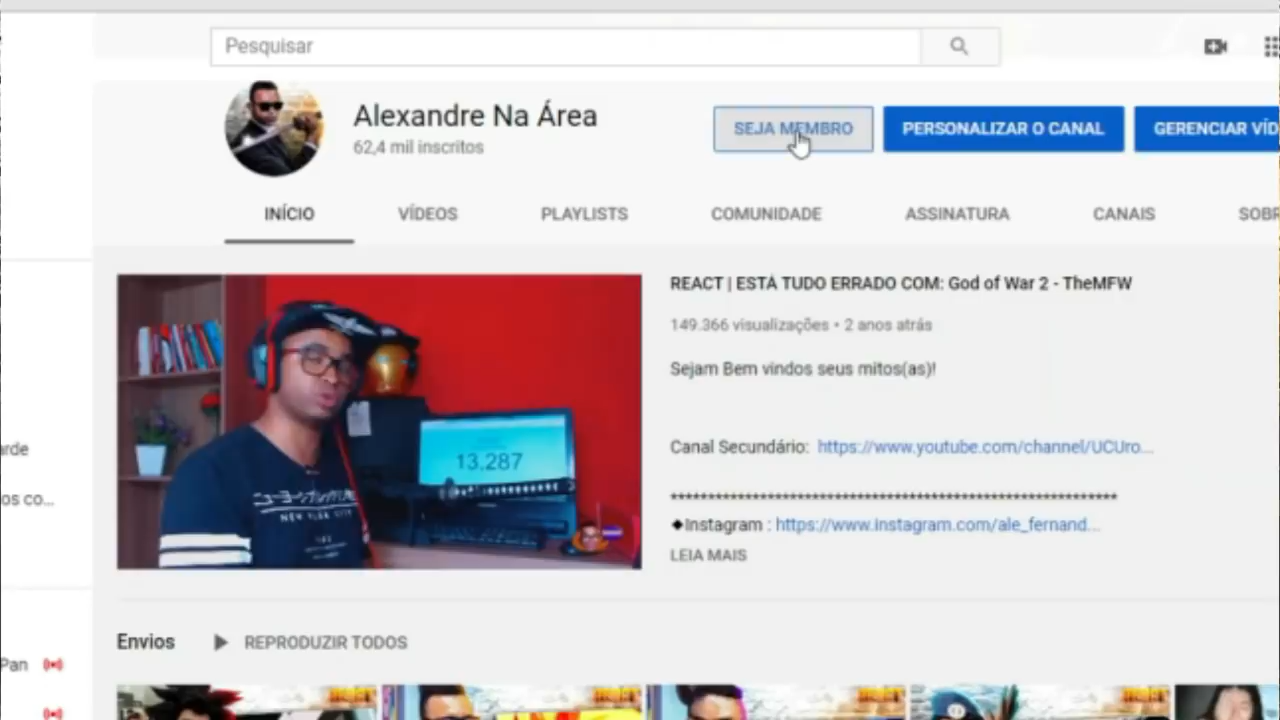 Pesquisar
Alexandre Na Área
62,4 mil inscritos
SEJA MEMBRO
PERSONALIZAR O CANAL
GERENCIAR VÍD
INÍCIO
VÍDEOS
PLAYLISTS
COMUNIDADE
ASSINATURA
CANAIS
SOBR
REACT | ESTÁ TUDO ERRADO COM: God of War 2 - TheMFW
149.366 visualizações • 2 anos atrás
Sejam Bem vindos seus mitos(as)!
Canal Secundário: https://www.youtube.com/channel/UCUro...
***********************************************************
◆Instagram : https://www.instagram.com/ale_fernand...
LEIA MAIS
13,287
NEW YORK CITY
arde
os co...
Envios
REPRODUZIR TODOS
Pan